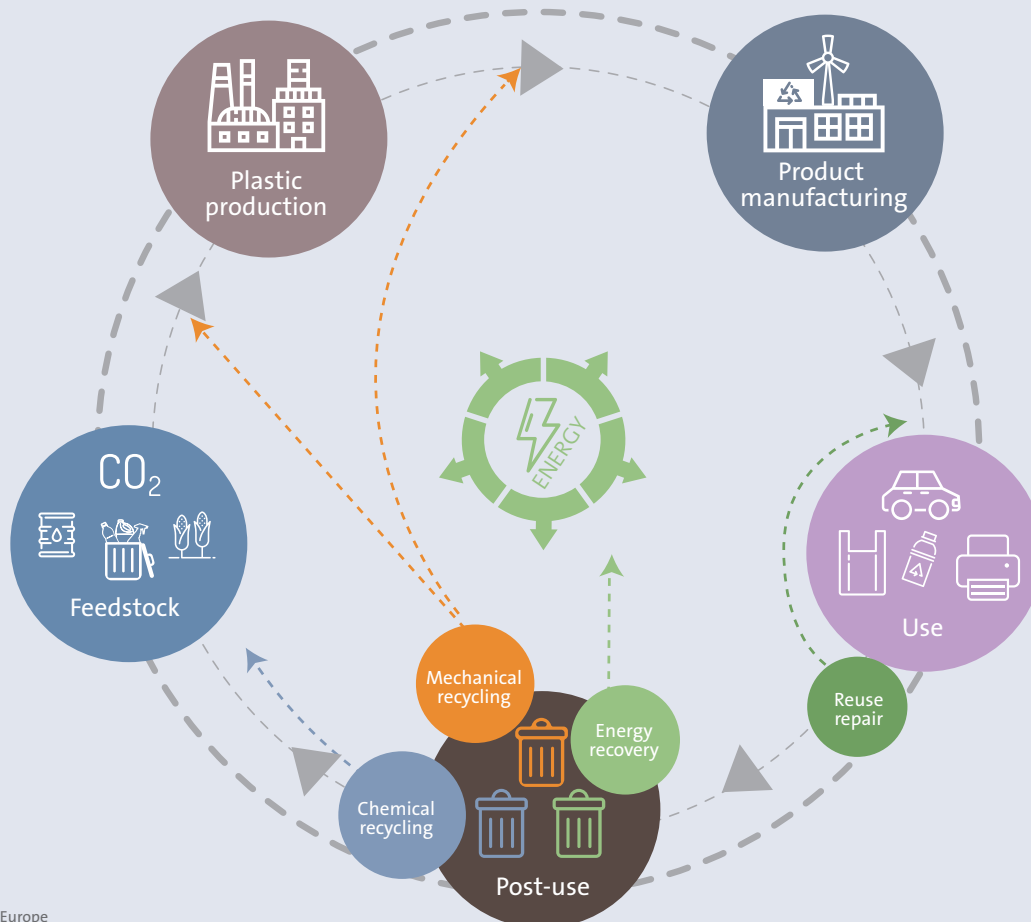 Plastic
production
Product
manufacturing
ENERGY
CO₂
Feedstock
Use
Mechanical
recycling
Energy
recovery
Reuse
repair
Chemical
recycling
Post-use
Europe